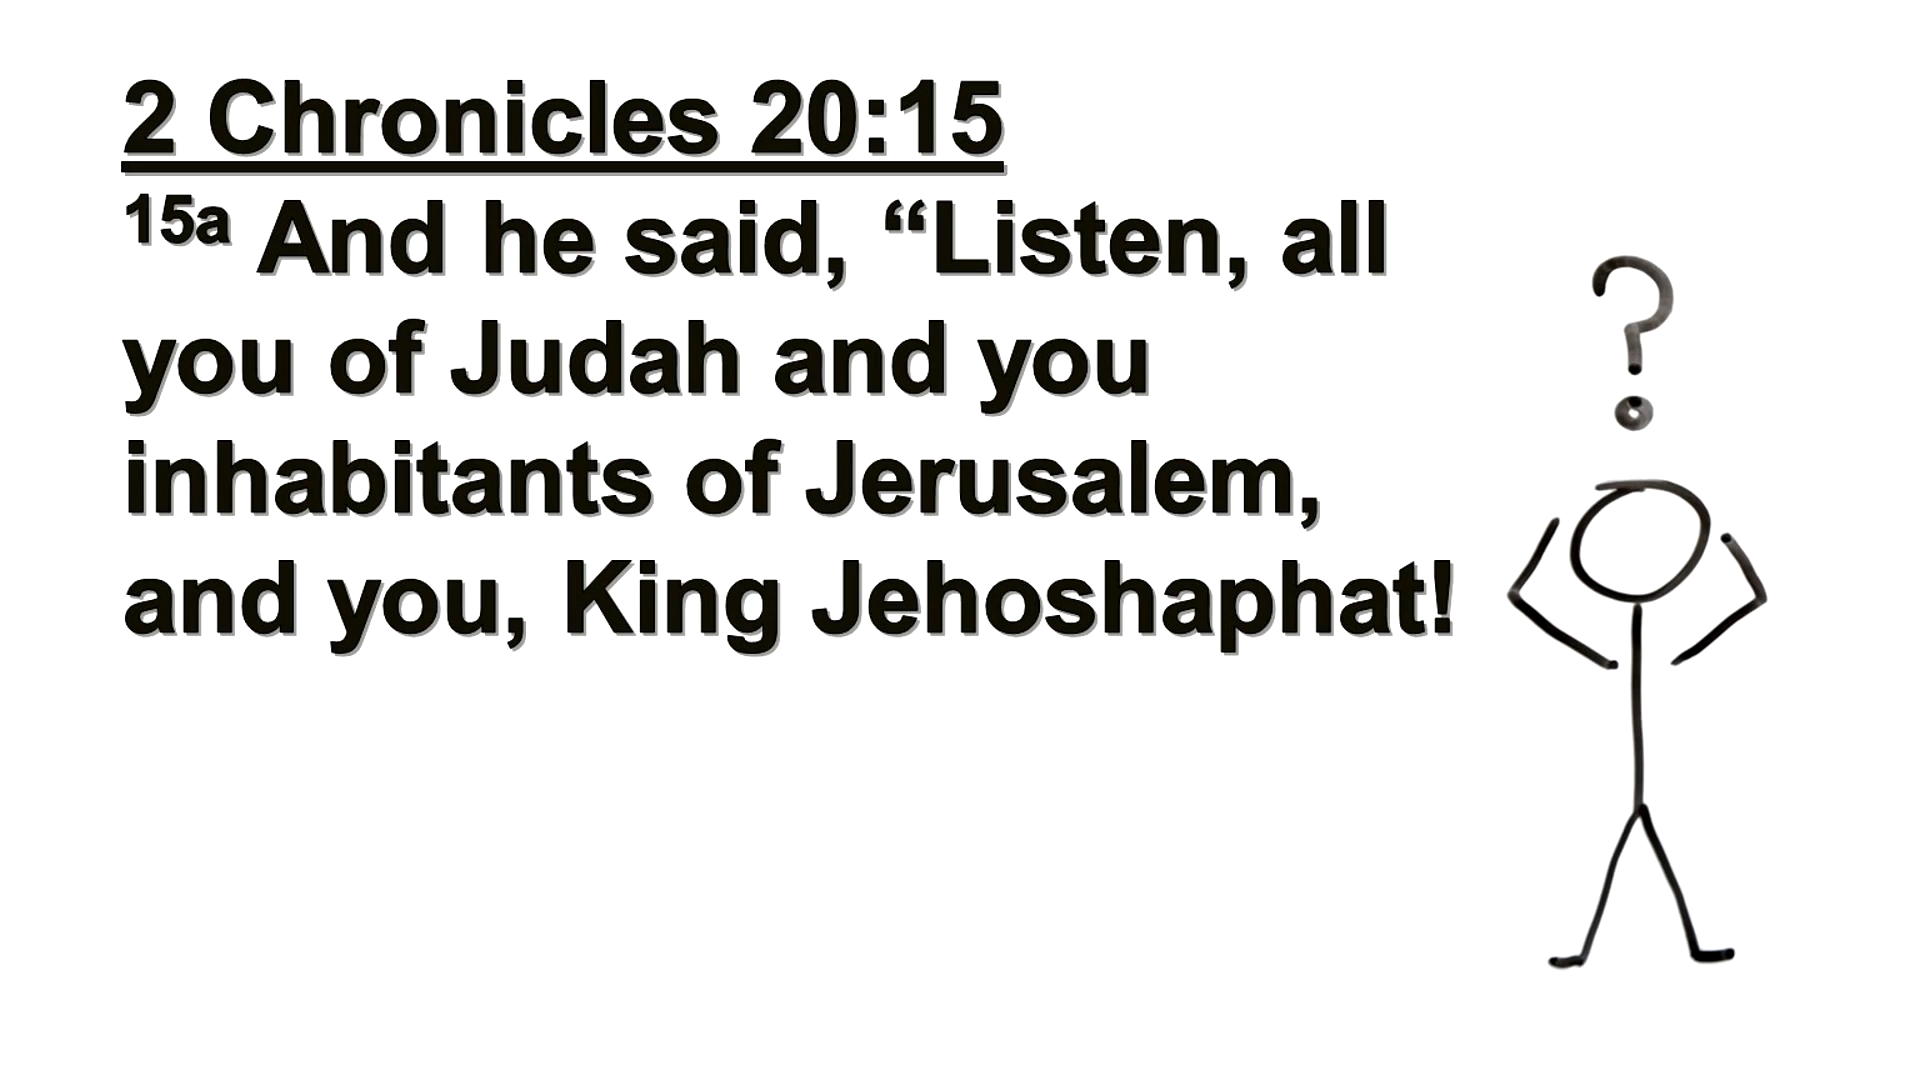 2 Chronicles 20:15
15a And he said, “Listen, all
you of Judah and you
inhabitants of Jerusalem,
and you, King Jehoshaphat!
?